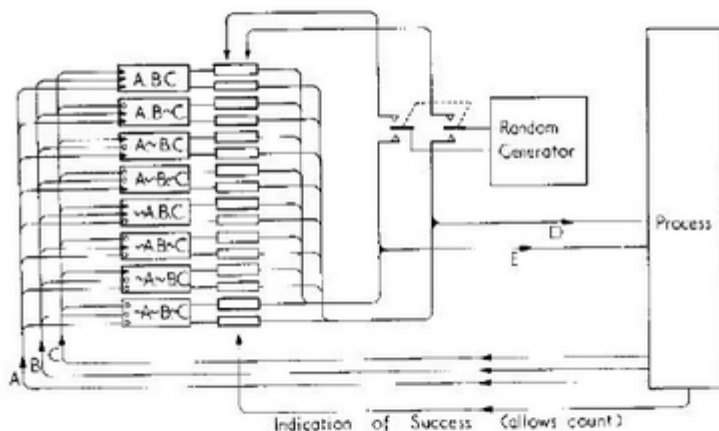 A.B.C
A.B~C
A~B.C
A~B~C
~A.B.C
~A.B~C
~A~B.C
~A~B~C
Random
Generator
Process
D
E
A
B
C
Indication of Success (allows count)